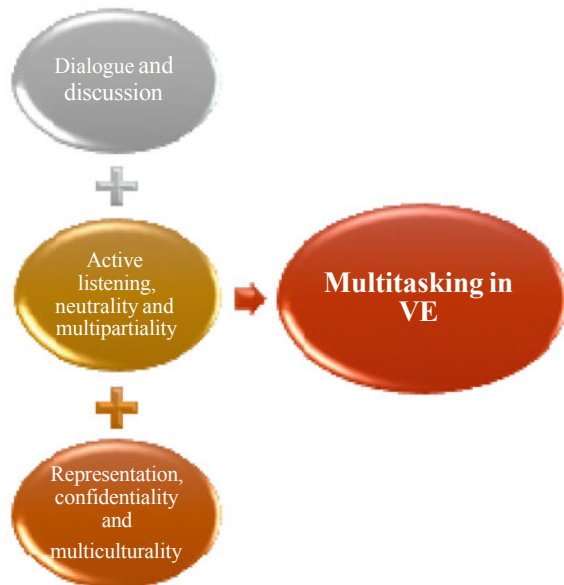 Dialogue and
discussion
Active
listening,
neutrality and
multipartiality
Multitasking in
VE
Representation,
confidentiality
and
multiculturality